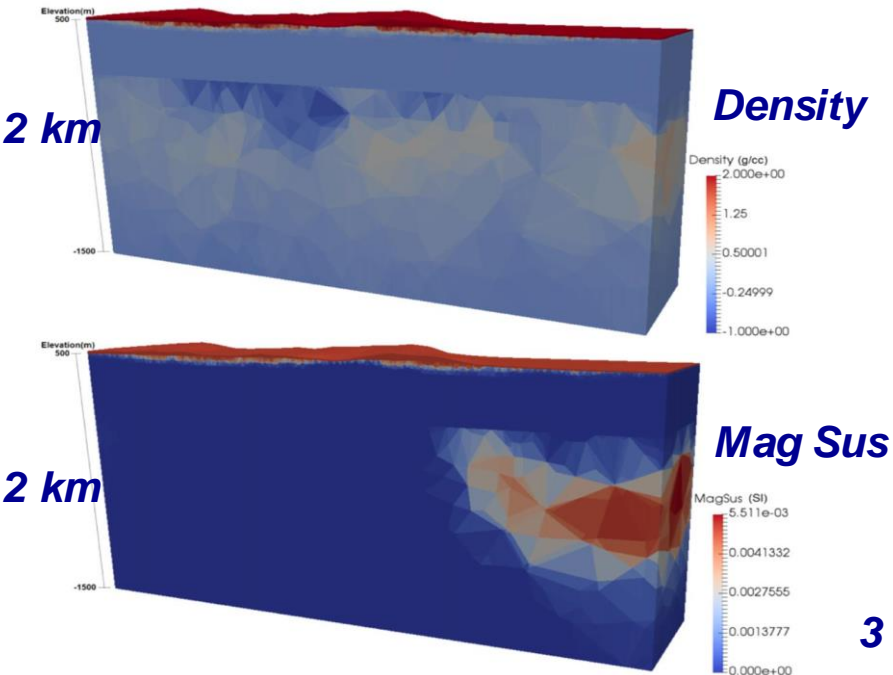 Elevation(m)
500
2 km
-1500
Density
Density (g/cc)
2.000e+00
1.25
0.50001
-0.24999
-1.000e+00
Elevation(m)
500
2 km
-1500
Mag Sus
MagSus (SI)
5.511e-03
0.0041332
0.0027555
0.0013777
0.000e+00
3